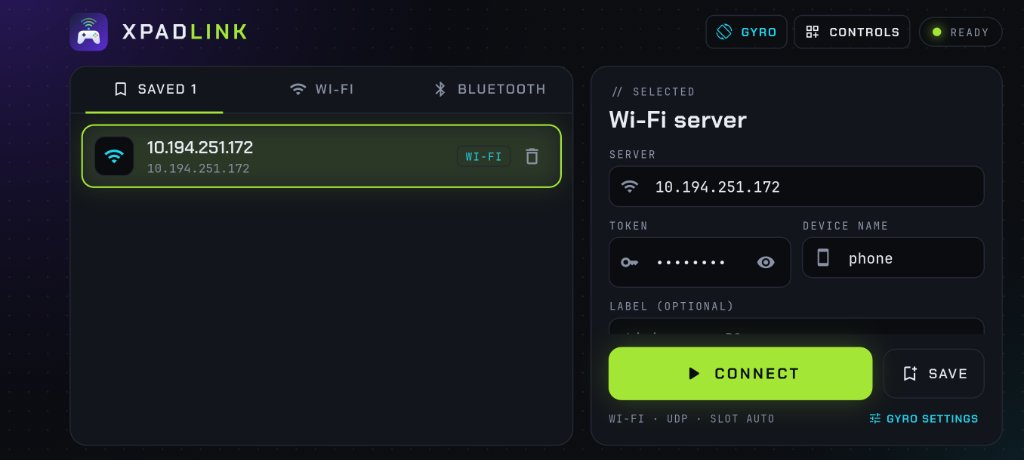 XPADLINK
GYRO
CONTROLS
READY
SAVED 1
WI-FI
BLUETOOTH
10.194.251.172
10.194.251.172
WI-FI
// SELECTED
Wi-Fi server
SERVER
10.194.251.172
TOKEN
DEVICE NAME
••••••••
phone
LABEL (OPTIONAL)
CONNECT
SAVE
WI-FI · UDP · SLOT AUTO
GYRO SETTINGS